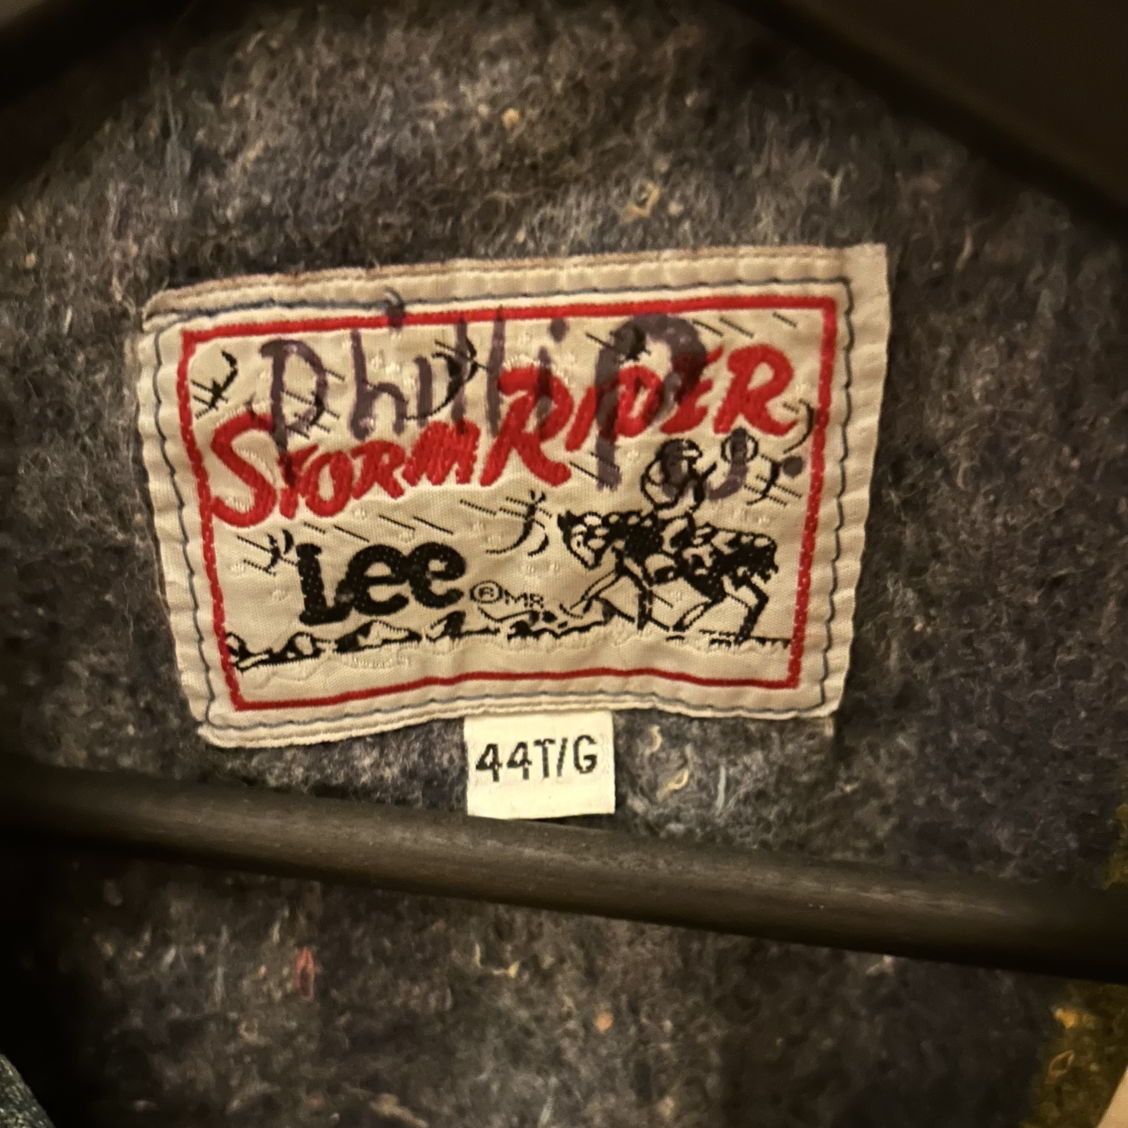 Phillip P.
STORM RIDER
Lee ® MR
44T/G